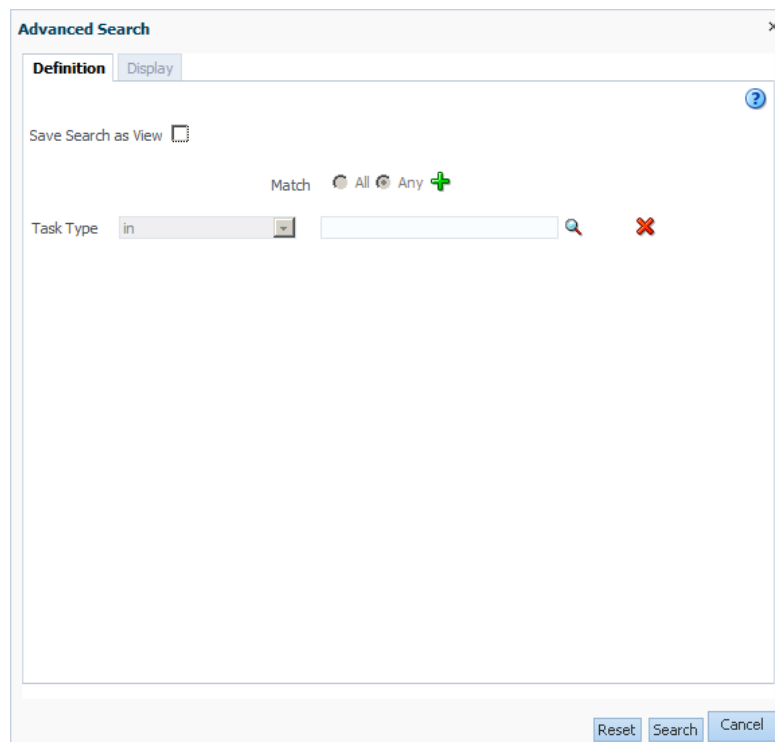 Advanced Search
Definition Display
Save Search as View
Match All Any
Task Type in
Reset Search Cancel